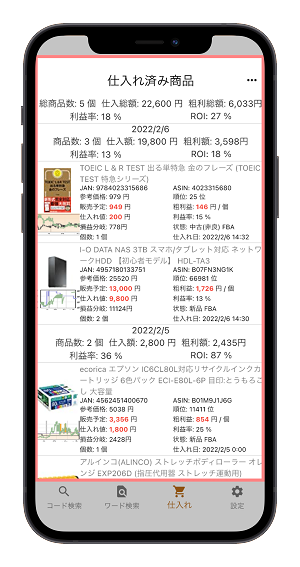 仕入れ済み商品
•••
総商品数: 5 個 仕入総額: 22,600 円 粗利総額: 6,033円
利益率: 18 % ROI: 27 %
2022/2/6
商品数: 3 個 仕入額: 19,800 円 粗利額: 3,598円
利益率: 13 % ROI: 18 %
TOEIC L & R TEST 出る単特急 金のフレーズ (TOEIC
TEST 特急シリーズ)
JAN: 9784023315686 ASIN: 4023315680
参考価格: 979 円 順位: 25 位
販売予定: 949 円 粗利益: 146 円 / 個
仕入れ値: 200 円 利益率: 15 %
損益分岐: 778円 状態: 中古(非良) FBA
個数: 1 個 仕入れ日: 2022/2/6 14:32
I-O DATA NAS 3TB スマホ/タブレット対応 ネットワ
ークHDD 【初心者モデル】 HDL-TA3
JAN: 4957180133751 ASIN: B07FN3NG1K
参考価格: 25520 円 順位: 66981 位
販売予定: 13,000 円 粗利益: 1,726 円 / 個
仕入れ値: 9,800 円 利益率: 13 %
損益分岐: 11124円 状態: 新品 FBA
個数: 2 個 仕入れ日: 2022/2/6 14:30
2022/2/5
商品数: 2 個 仕入額: 2,800 円 粗利額: 2,435円
利益率: 36 % ROI: 87 %
ecorica エプソン IC6CL80L対応リサイクルインクカ
ートリッジ 6色パック ECI-E80L-6P 目印:とうもろこ
し 大容量
JAN: 4562451400670 ASIN: B01M9J1J6G
参考価格: 5038 円 順位: 11411 位
販売予定: 3,356 円 粗利益: 854 円 / 個
仕入れ値: 1,800 円 利益率: 25 %
損益分岐: 2428円 状態: 新品 FBA
個数: 1 個 仕入れ日: 2022/2/5 0:00
アルインコ(ALINCO) ストレッチボディローラー オレ
ンジ EXP206D (指圧代用器 ストレッチ運動用)
コード検索 ワード検索 仕入れ 設定